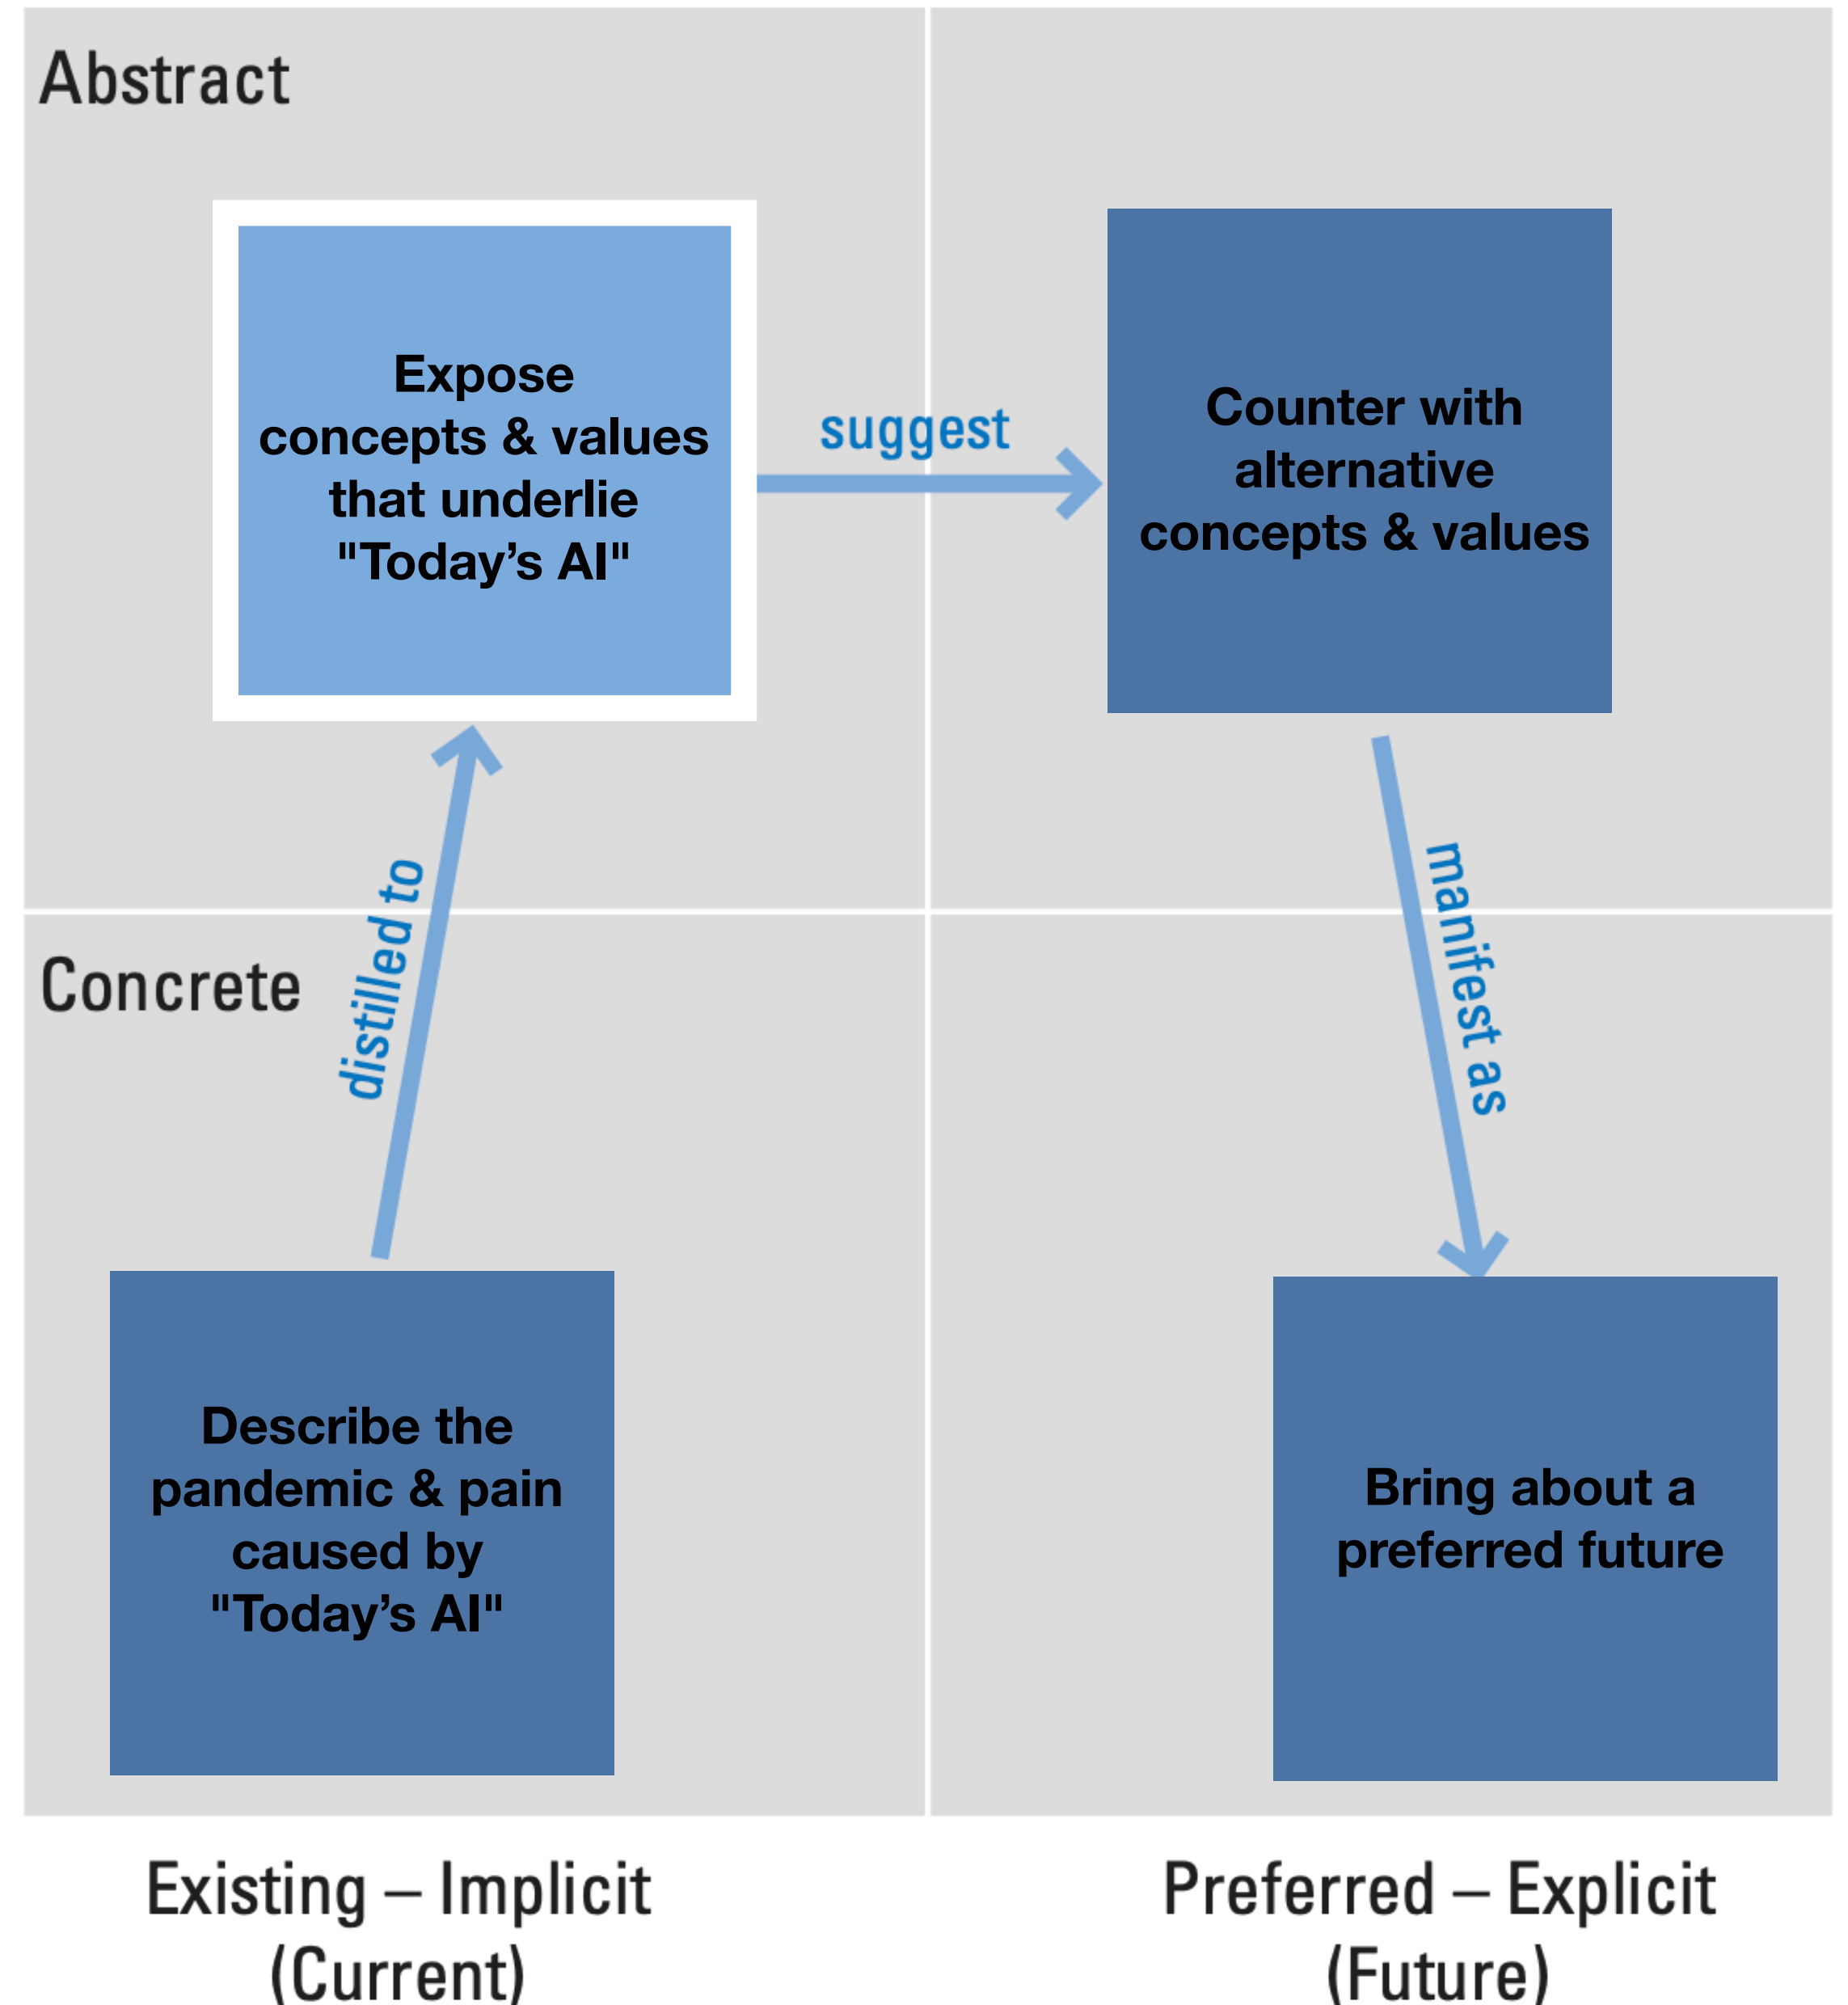 Abstract
Expose
concepts & values
that underlie
"Today’s AI"
suggest
Counter with
alternative
concepts & values
distilled to
manifest as
Concrete
Describe the
pandemic & pain
caused by
"Today’s AI"
Bring about a
preferred future
Existing – Implicit
(Current)
Preferred – Explicit
(Future)